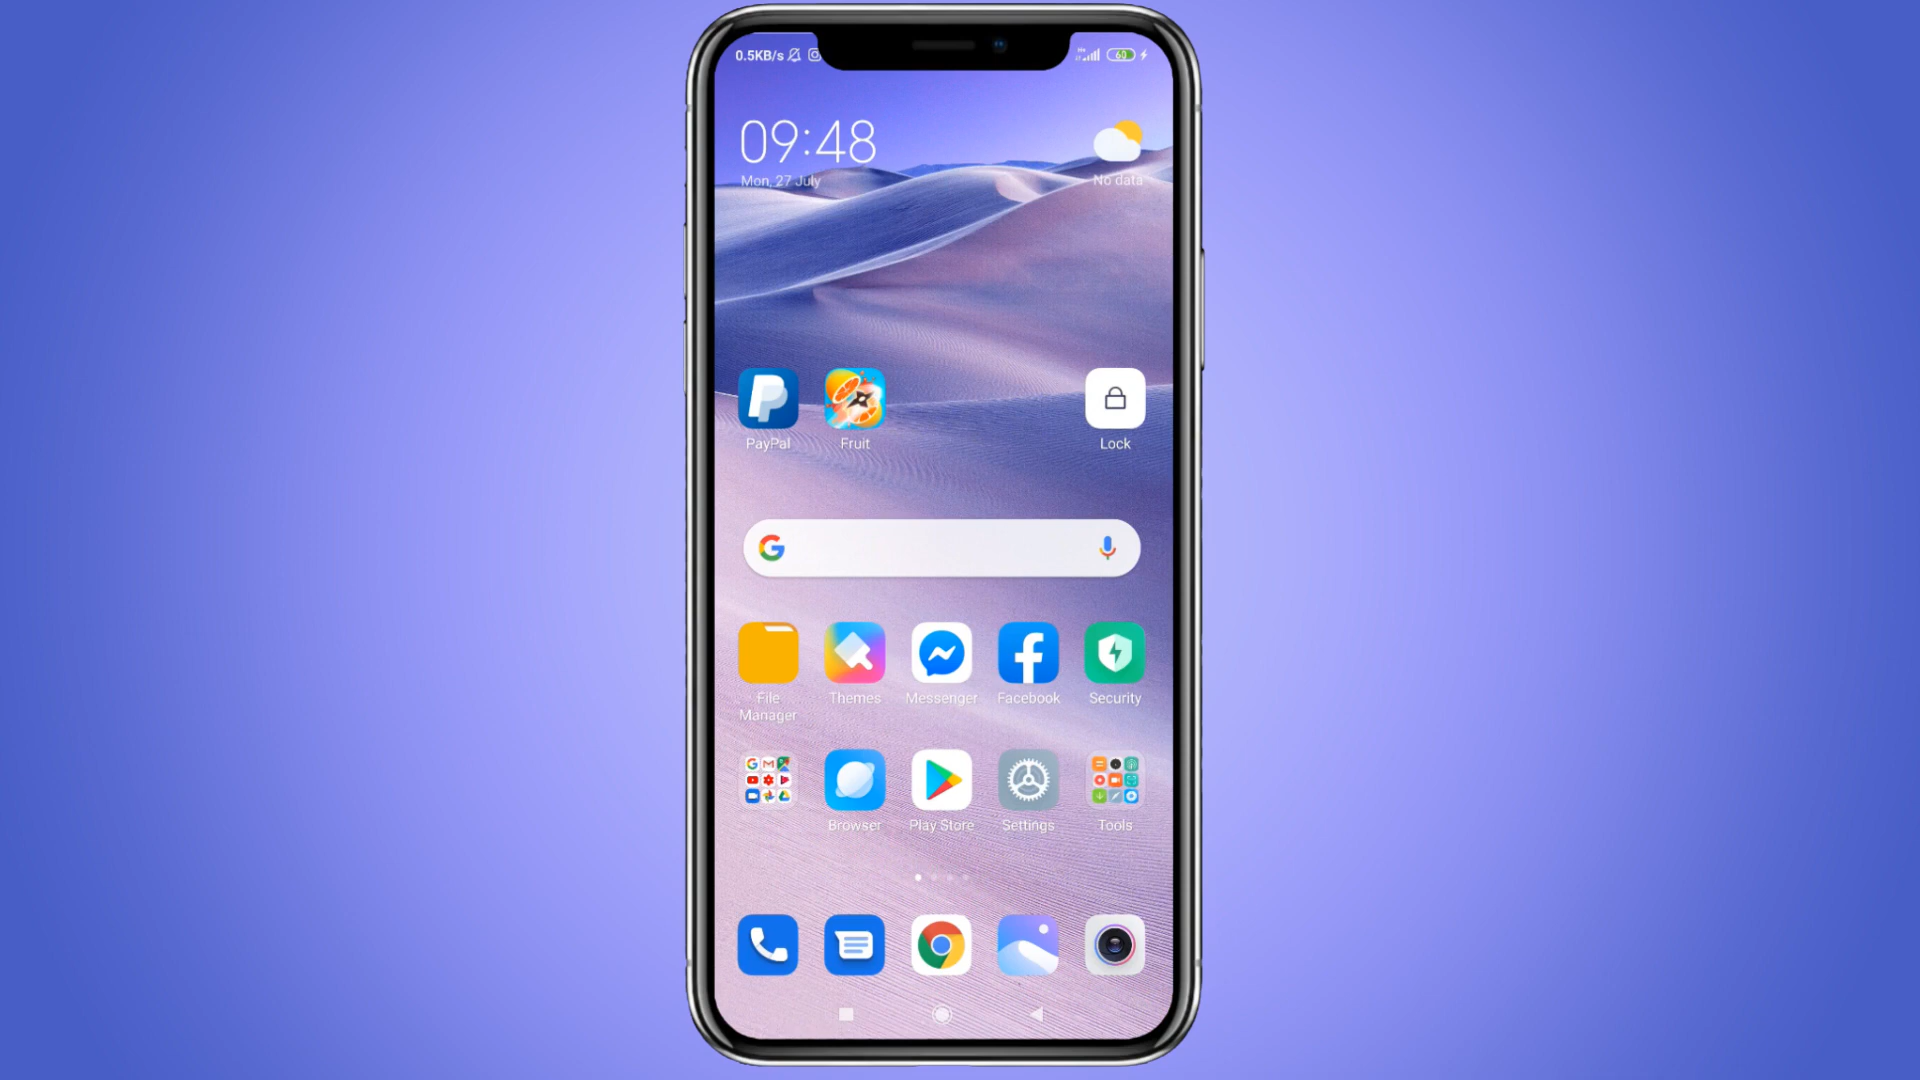 0.5KB/s
60
09:48
Mon, 27 July
No data
PayPal
Fruit
Lock
File
Manager
Themes
Messenger
Facebook
Security
Browser
Play Store
Settings
Tools